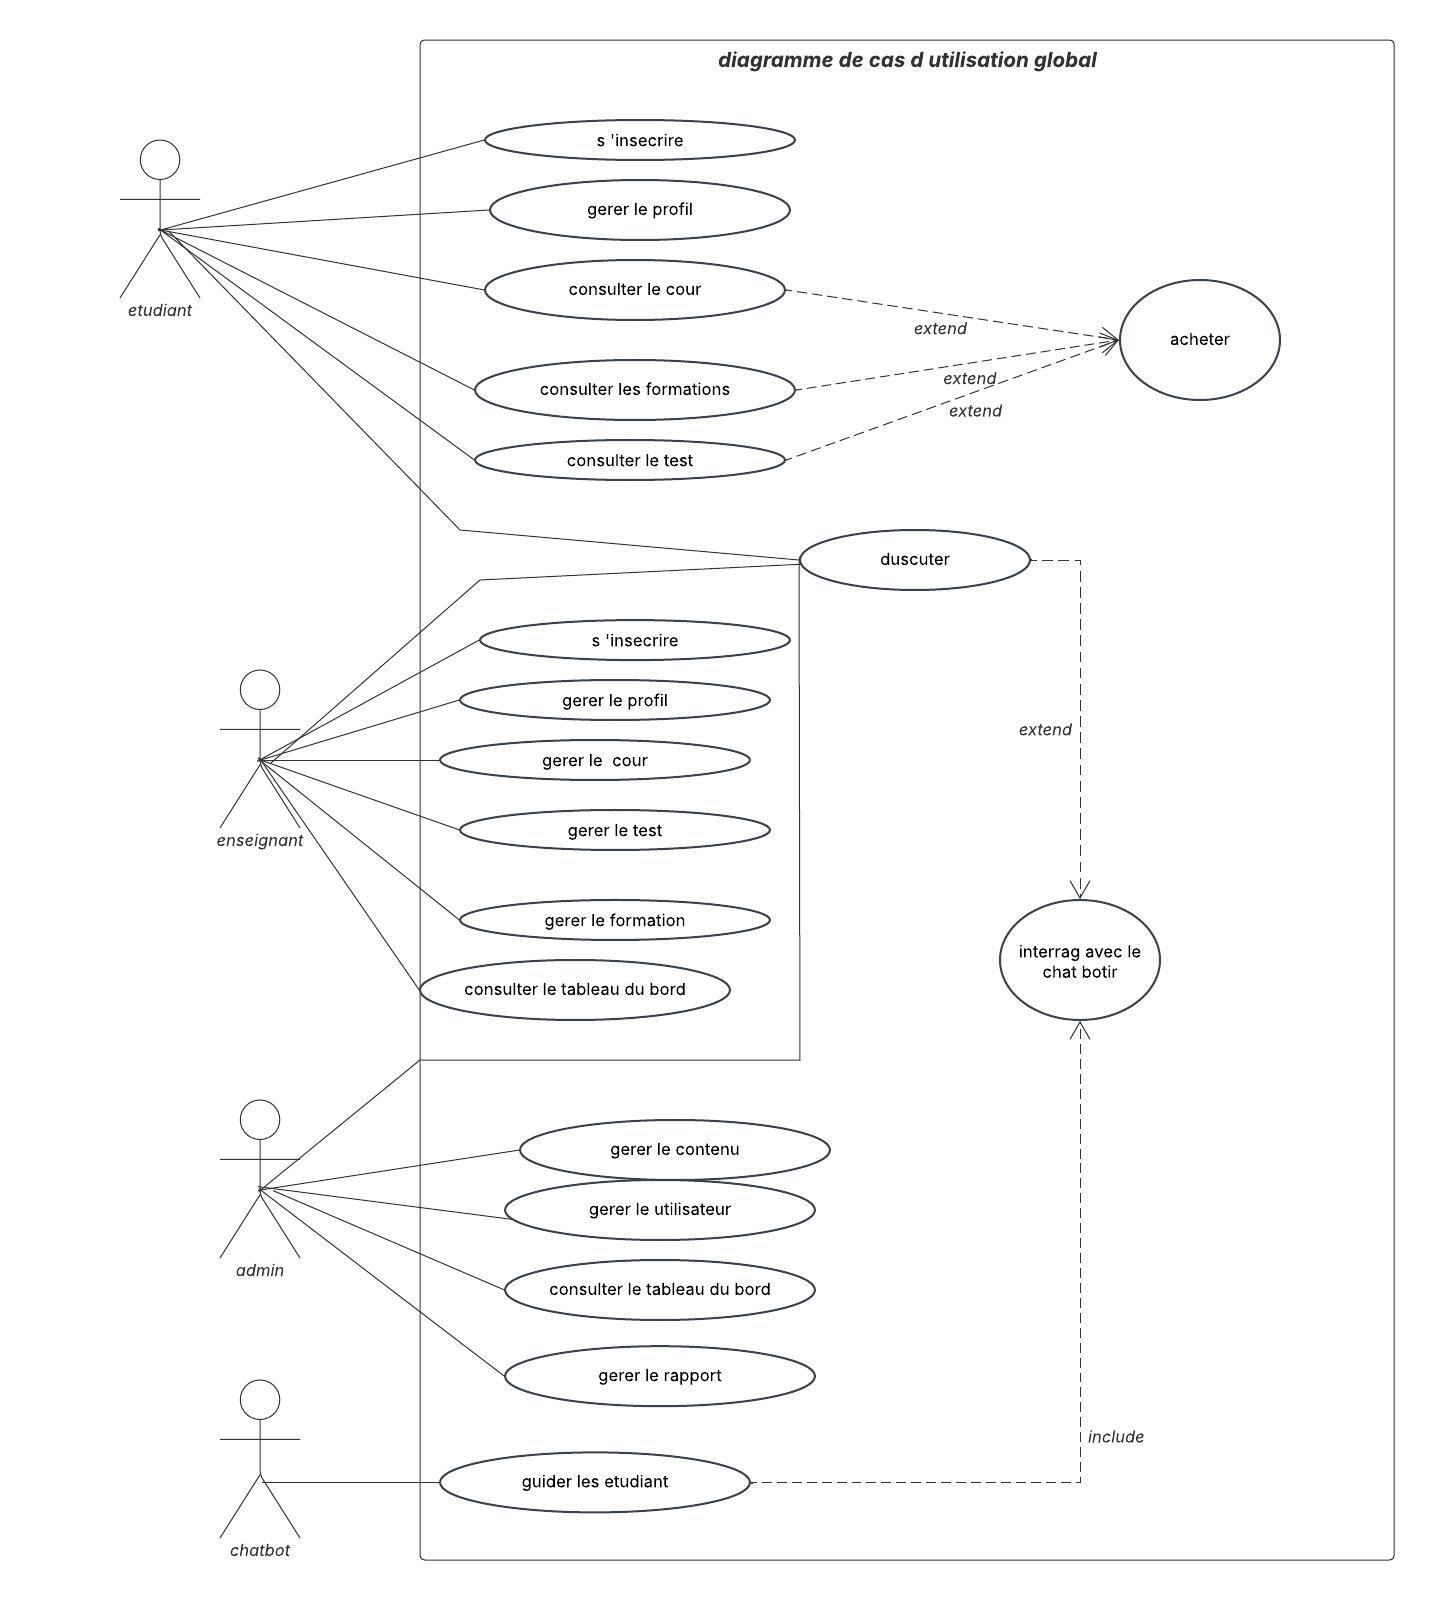 diagramme de cas d utilisation global
s 'insecrire
gerer le profil
consulter le cour
etudiant
extend
acheter
consulter les formations
extend
extend
consulter le test
duscuter
s 'insecrire
gerer le profil
extend
gerer le  cour
gerer le test
enseignant
gerer le formation
interrag avec le
chat botir
consulter le tableau du bord
gerer le contenu
gerer le utilisateur
admin
consulter le tableau du bord
gerer le rapport
include
guider les etudiant
chatbot